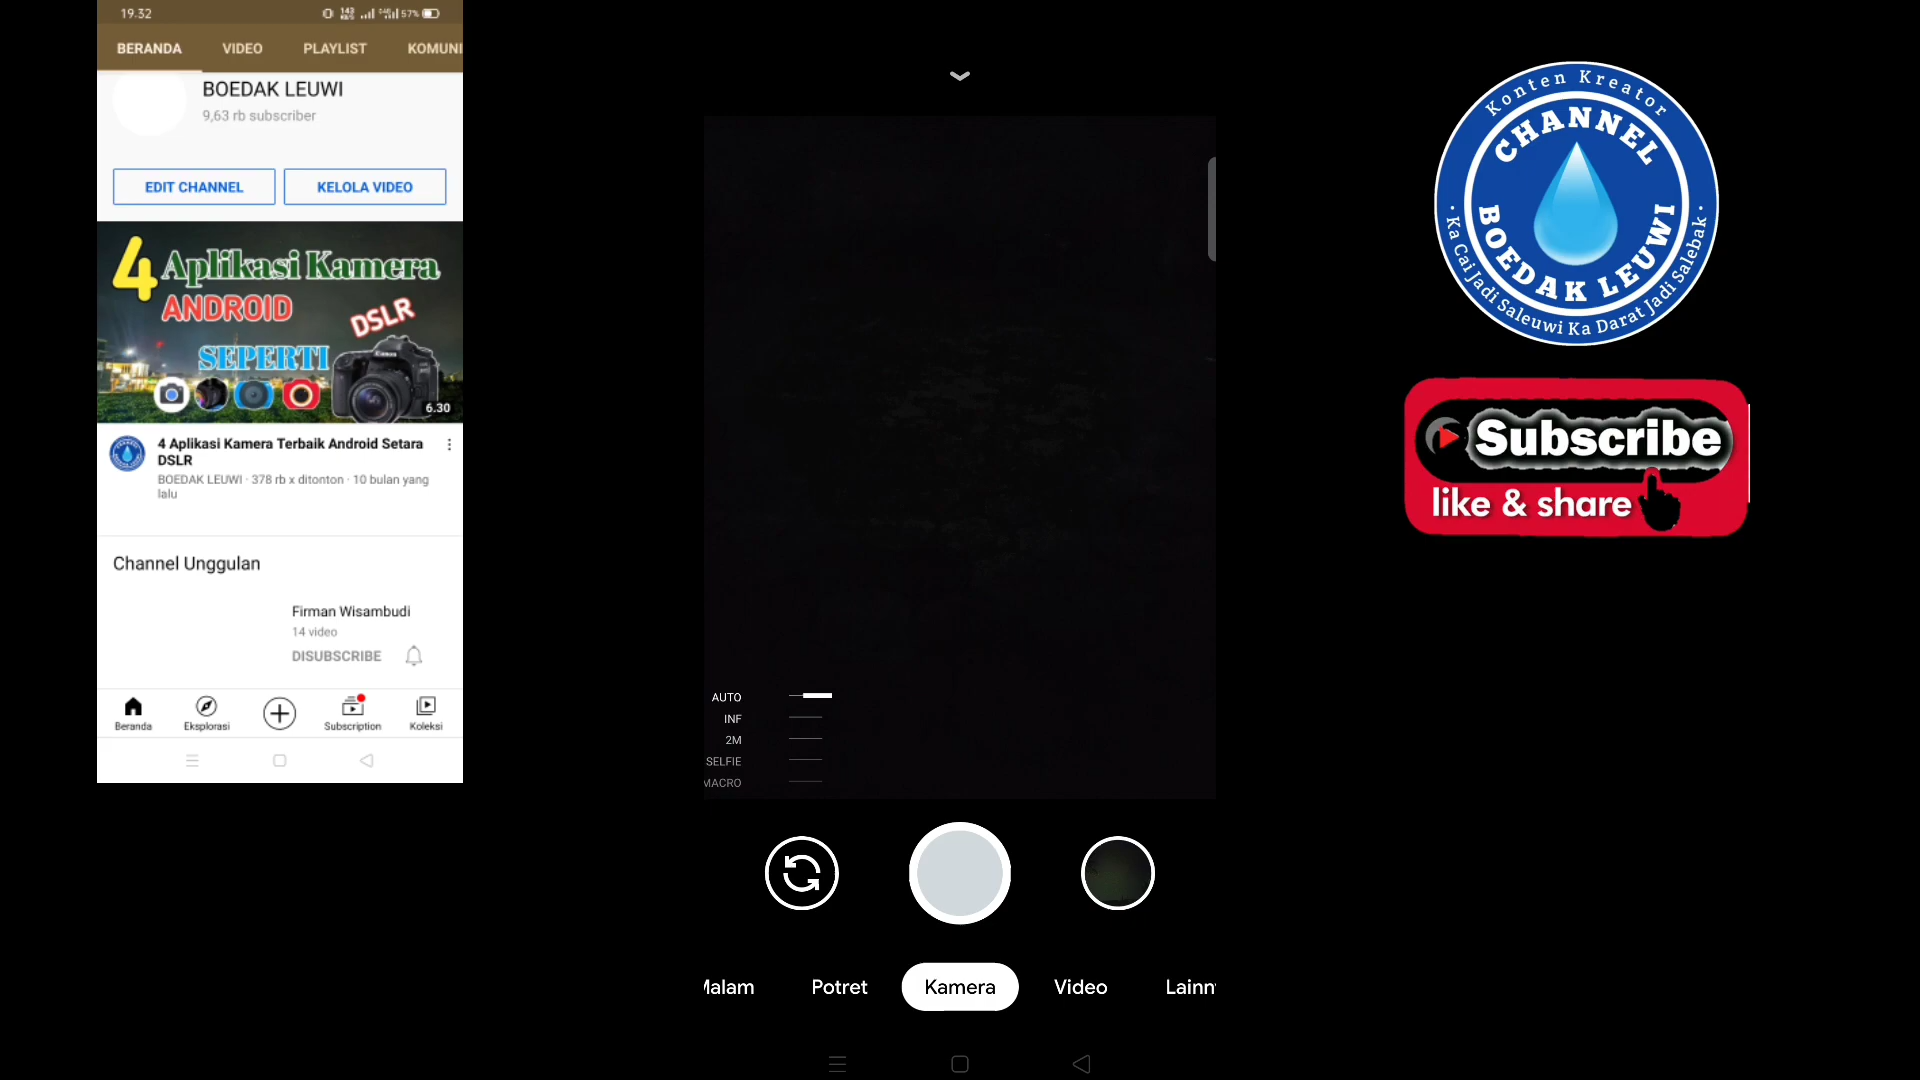 19.32
57%
BERANDA VIDEO PLAYLIST KOMUNI
BOEDAK LEUWI
9,63 rb subscriber
EDIT CHANNEL KELOLA VIDEO
4 Aplikasi Kamera
ANDROID
DSLR
SEPERTI
Canon
6.30
4 Aplikasi Kamera Terbaik Android Setara
DSLR
BOEDAK LEUWI · 378 rb x ditonton · 10 bulan yang
lalu
Channel Unggulan
Firman Wisambudi
14 video
DISUBSCRIBE
Beranda Eksplorasi Subscription Koleksi
AUTO
INF
2M
SELFIE
MACRO
Malam Potret Kamera Video Lainn
Konten Kreator
CHANNEL
BOEDAK LEUWI
· Ka Cai Jadi Saleuwi Ka Darat Jadi Salebak ·
Subscribe
like & share